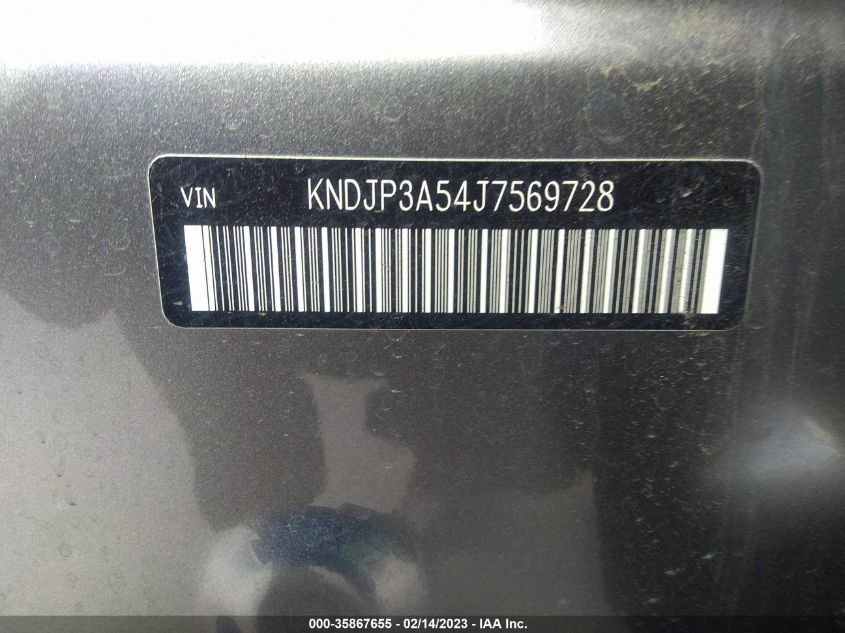 VIN KNDJP3A54J7569728
000-35867655 — 02/14/2023 — IAA Inc.